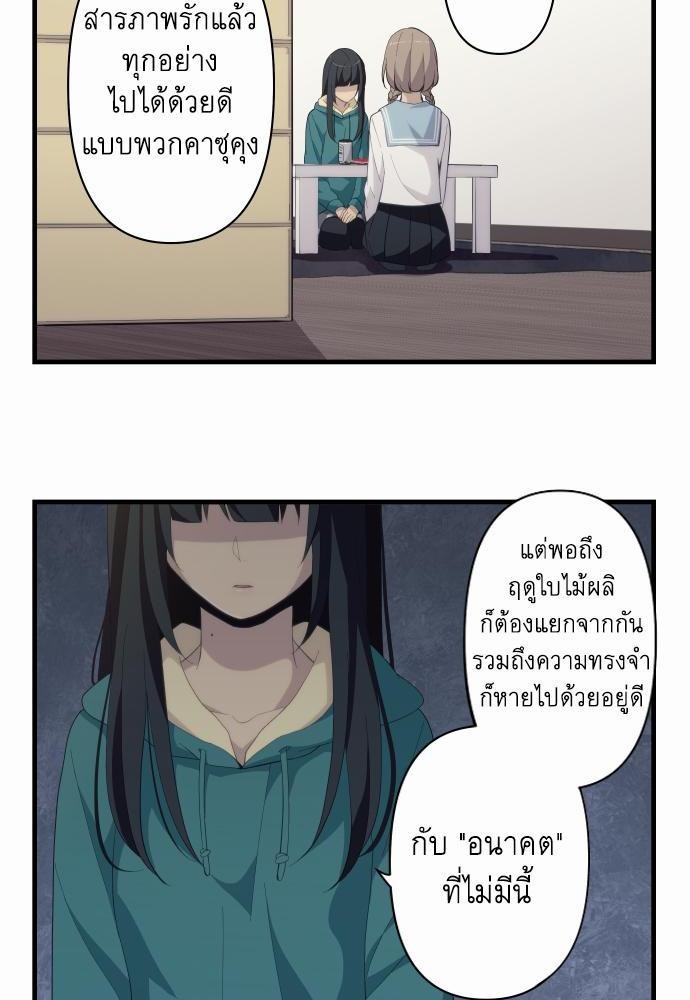 สารภาพรักแล้ว
ทุกอย่าง
ไปได้ด้วยดี
แบบพวกคาซุคุง
แต่พอถึง
ฤดูใบไม้ผลิ
ก็ต้องแยกจากกัน
รวมถึงความทรงจำ
ก็หายไปด้วยอยู่ดี
กับ "อนาคต"
ที่ไม่มีนี้